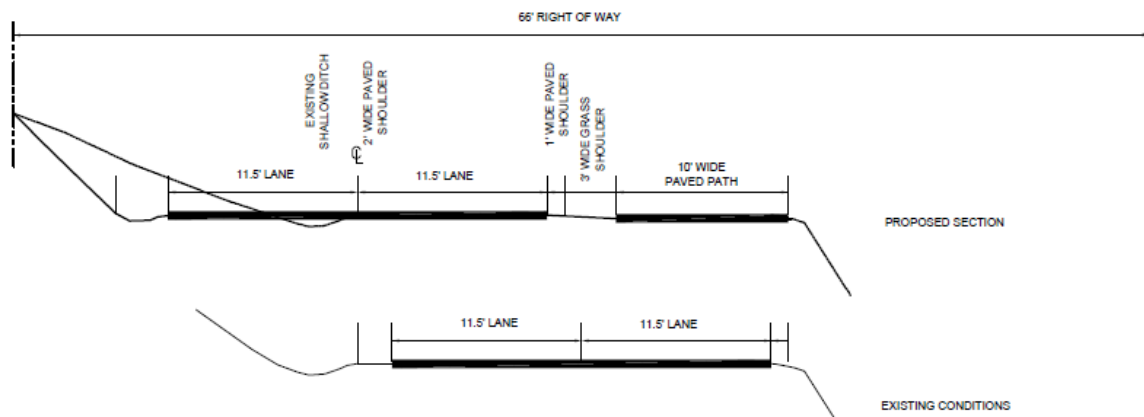 66' RIGHT OF WAY
EXISTING
SHALLOW DITCH
2' WIDE PAVED
SHOULDER
1' WIDE PAVED
SHOULDER
3' WIDE GRASS
SHOULDER
CL
11.5' LANE
11.5' LANE
10' WIDE
PAVED PATH
PROPOSED SECTION
11.5' LANE
11.5' LANE
EXISTING CONDITIONS